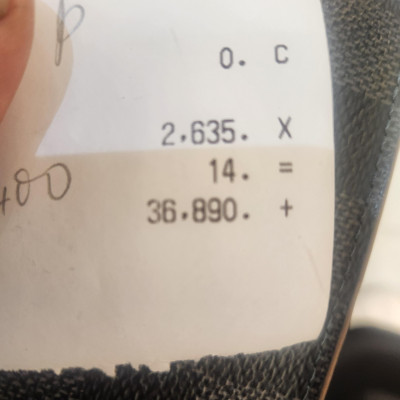 0. C
2,635. X
14. =
36,890. +